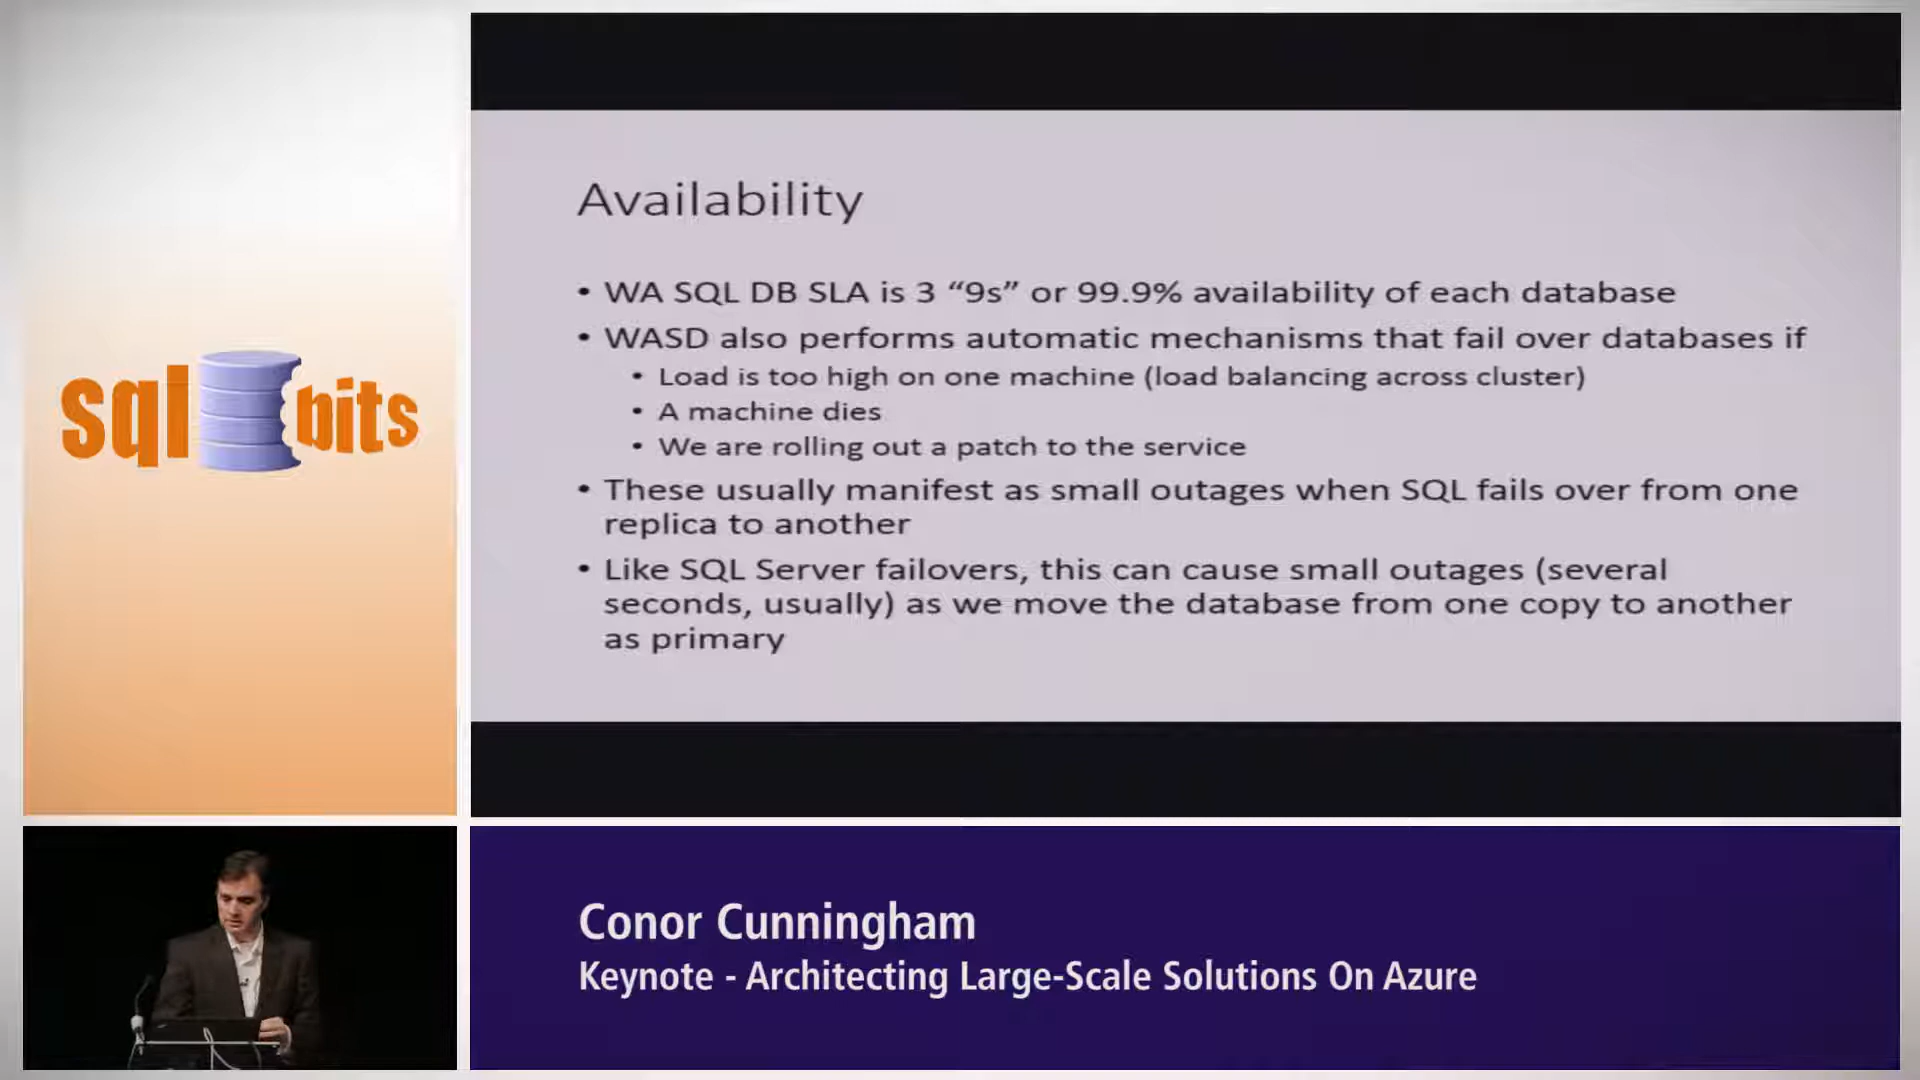 sql bits
Availability
• WA SQL DB SLA is 3 “9s” or 99.9% availability of each database
• WASD also performs automatic mechanisms that fail over databases if
• Load is too high on one machine (load balancing across cluster)
• A machine dies
• We are rolling out a patch to the service
• These usually manifest as small outages when SQL fails over from one
replica to another
• Like SQL Server failovers, this can cause small outages (several
seconds, usually) as we move the database from one copy to another
as primary
Conor Cunningham
Keynote - Architecting Large-Scale Solutions On Azure